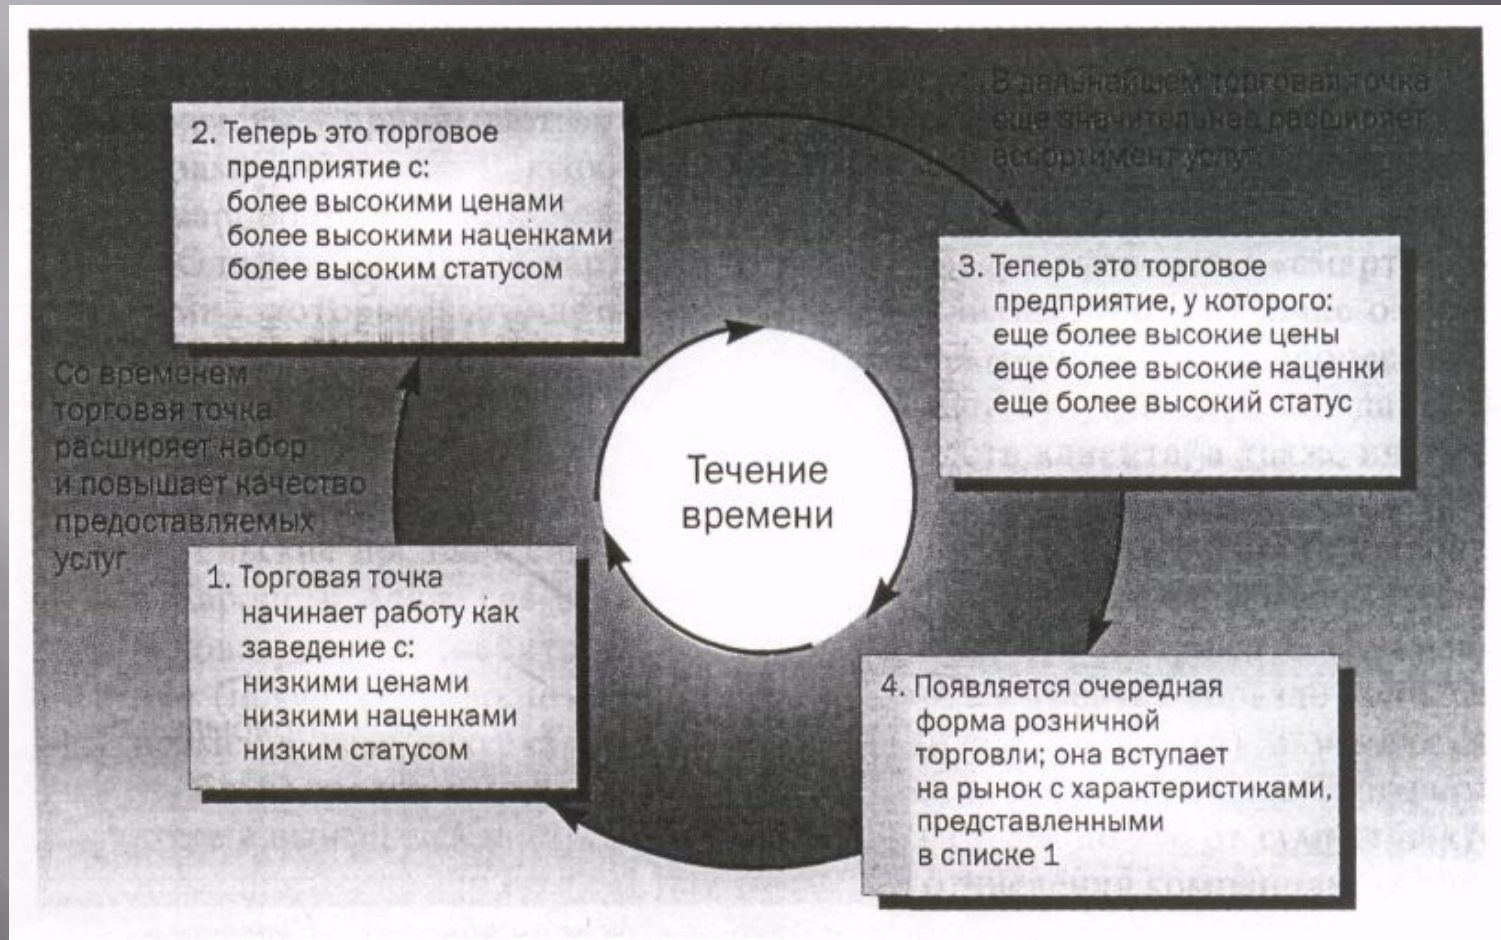 В дальнейшем торговая точка
еще значительнее расширяет
ассортимент услуг
2. Теперь это торговое
предприятие с:
более высокими ценами
более высокими наценками
более высоким статусом
3. Теперь это торговое
предприятие, у которого:
еще более высокие цены
еще более высокие наценки
еще более высокий статус
Со временем
торговая точка
расширяет набор
и повышает качество
предоставляемых
услуг
Течение
времени
1. Торговая точка
начинает работу как
заведение с:
низкими ценами
низкими наценками
низким статусом
4. Появляется очередная
форма розничной
торговли; она вступает
на рынок с характеристиками,
представленными
в списке 1